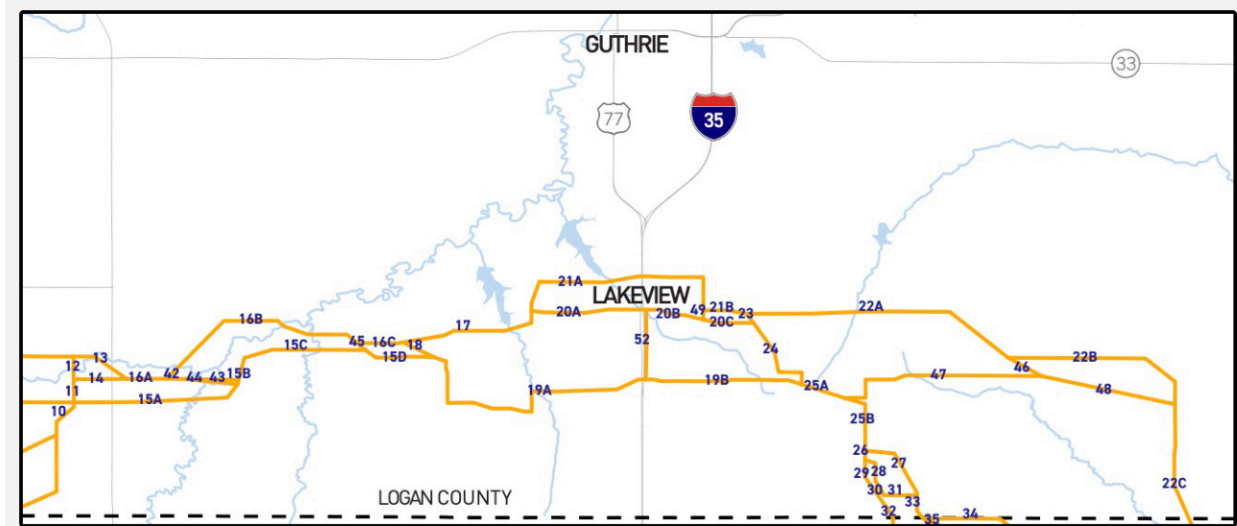 GUTHRIE
33
77
35
21A
LAKEVIEW
49
21B
23
22A
20A
20B
20C
16B
17
52
45
16C
18
15C
15D
24
12
13
22B
46
14
16A
42
44
43
15B
19A
19B
25A
47
48
11
15A
10
25B
26
27
29
28
30
31
33
22C
LOGAN COUNTY
32
35
34